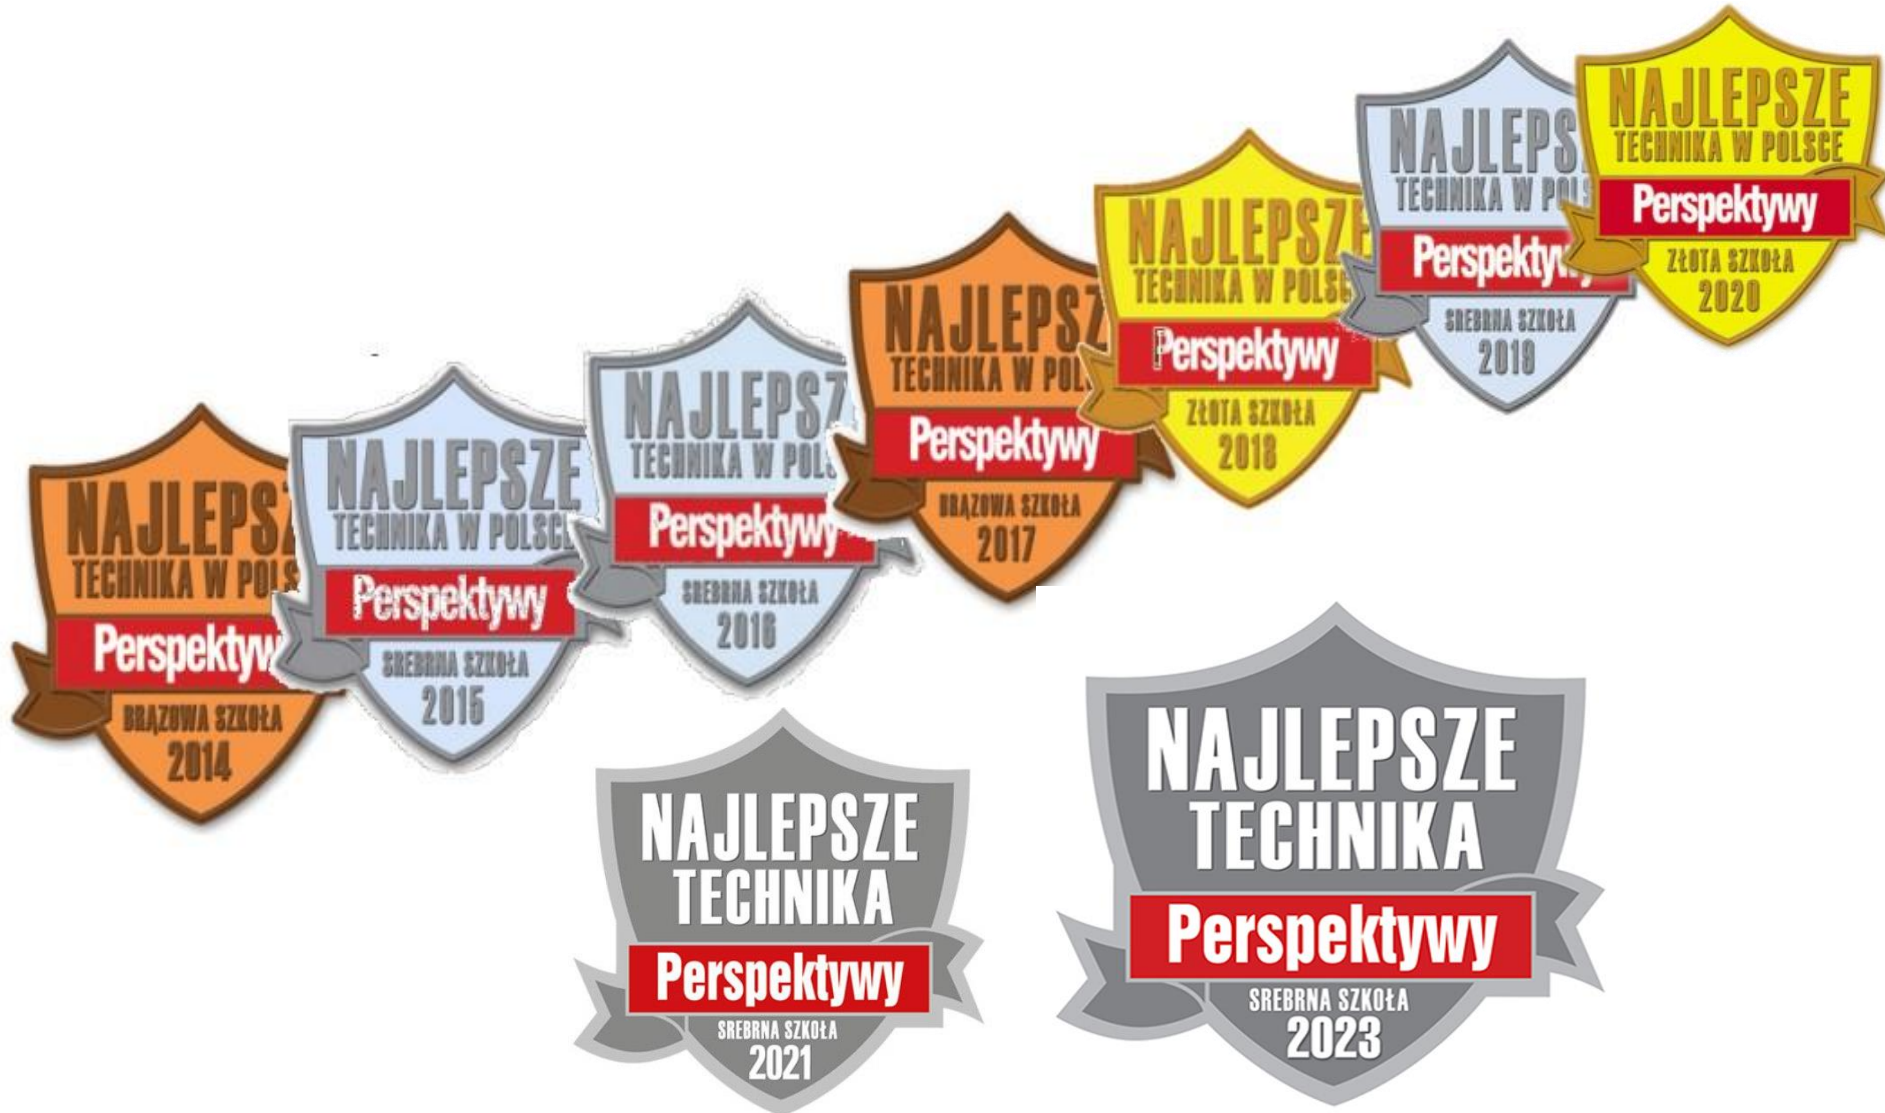 NAJLEPSZ
TECHNIKA W POLS
Perspektyw
BRĄZOWA SZKOŁA
2014
NAJLEPSZE
TECHNIKA W POLSCE
Perspektywy
SREBRNA SZKOŁA
2015
NAJLEPSZ
TECHNIKA W POLS
Perspektywy
SREBRNA SZKOŁA
2016
NAJLEPSZ
TECHNIKA W POL
Perspektywy
BRĄZOWA SZKOŁA
2017
NAJLEPSZE
TECHNIKA W POLSC
Perspektywy
ZŁOTA SZKOŁA
2018
NAJLEPS
TECHNIKA W POLS
Perspektywy
SREBRNA SZKOŁA
2019
NAJLEPSZE
TECHNIKA W POLSCE
Perspektywy
ZŁOTA SZKOŁA
2020
NAJLEPSZE
TECHNIKA
Perspektywy
SREBRNA SZKOŁA
2021
NAJLEPSZE
TECHNIKA
Perspektywy
SREBRNA SZKOŁA
2023